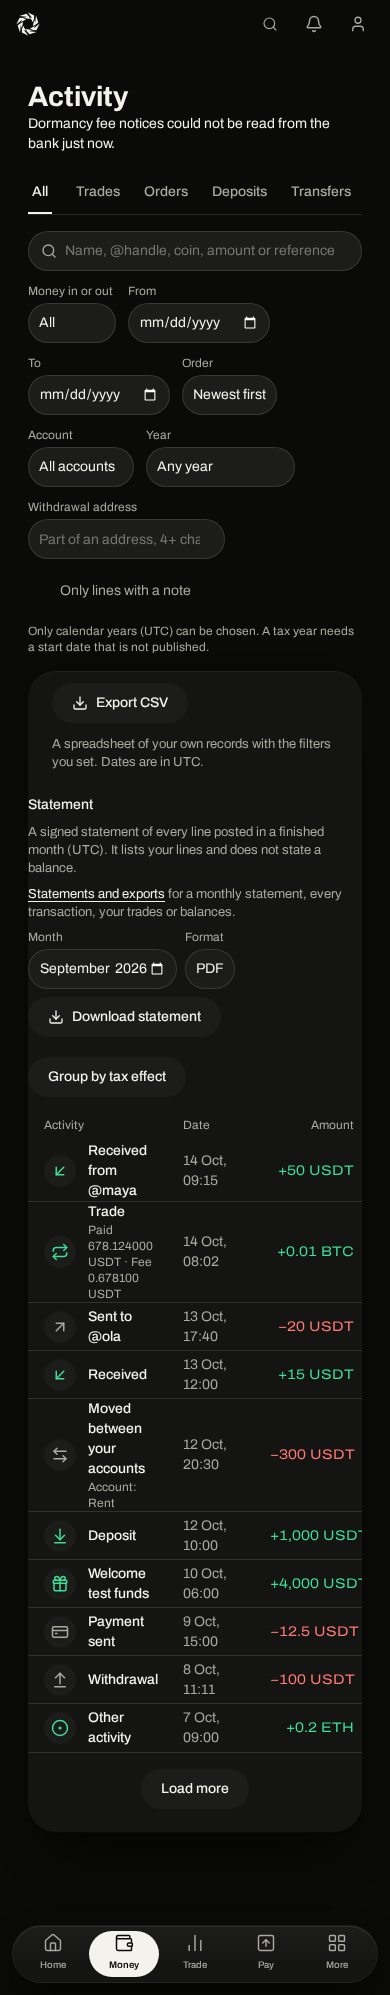 Activity
Dormancy fee notices could not be read from the
bank just now.
All Trades Orders Deposits Transfers
Name, @handle, coin, amount or reference
Money in or out From
All mm/dd/yyyy
To Order
mm/dd/yyyy Newest first
Account Year
All accounts Any year
Withdrawal address
Part of an address, 4+ cha
Only lines with a note
Only calendar years (UTC) can be chosen. A tax year needs
a start date that is not published.
Export CSV
A spreadsheet of your own records with the filters
you set. Dates are in UTC.
Statement
A signed statement of every line posted in a finished
month (UTC). It lists your lines and does not state a
balance.
Statements and exports for a monthly statement, every
transaction, your trades or balances.
Month Format
September 2026 PDF
Download statement
Group by tax effect
Activity Date Amount
Received
from
@maya
14 Oct,
09:15
+50 USDT
Trade
Paid
678.124000
USDT · Fee
0.678100
USDT
14 Oct,
08:02
+0.01 BTC
Sent to
@ola
13 Oct,
17:40
−20 USDT
Received
13 Oct,
12:00
+15 USDT
Moved
between
your
accounts
Account:
Rent
12 Oct,
20:30
−300 USDT
Deposit
12 Oct,
10:00
+1,000 USDT
Welcome
test funds
10 Oct,
06:00
+4,000 USDT
Payment
sent
9 Oct,
15:00
−12.5 USDT
Withdrawal
8 Oct,
11:11
−100 USDT
Other
activity
7 Oct,
09:00
+0.2 ETH
Load more
Home Money Trade Pay More